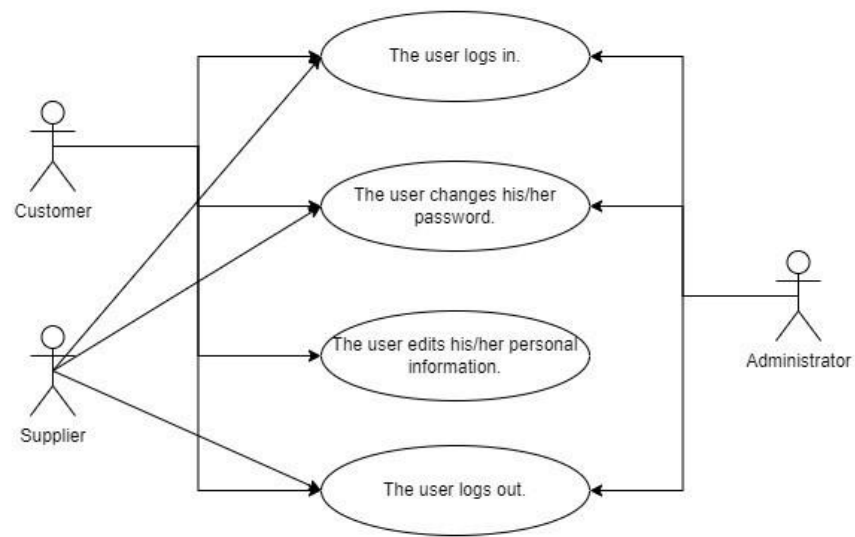 The user logs in.
Customer
The user changes his/her
password.
Administrator
The user edits his/her personal
information.
Supplier
The user logs out.